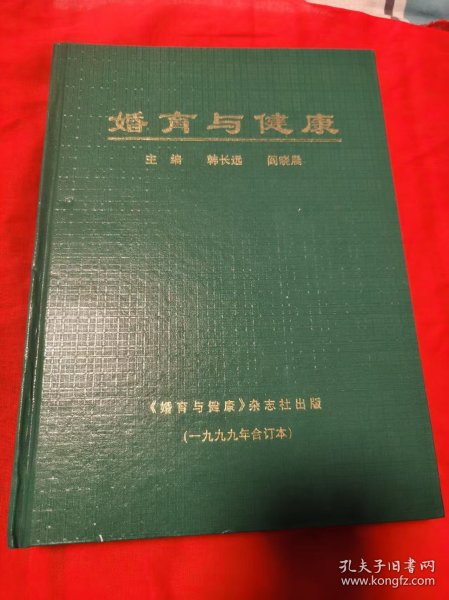 婚育与健康
主 编 韩长远 阎晓晨
《婚育与健康》杂志社出版
(一九九九年合订本)
孔夫子旧书网
www.kongfz.com